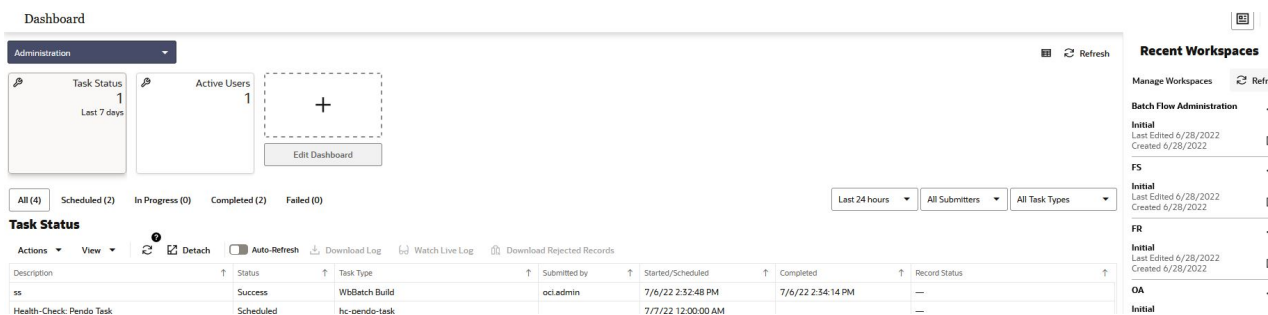 Dashboard
Administration
Refresh
Task Status
1
Last 7 days
Active Users
1
+
Edit Dashboard
All (4) Scheduled (2) In Progress (0) Completed (2) Failed (0)
Last 24 hours All Submitters All Task Types
Task Status
Actions View Detach Auto-Refresh Download Log Watch Live Log Download Rejected Records
Description Status Task Type Submitted by Started/Scheduled Completed Record Status
ss Success WbBatch Build oci.admin 7/6/22 2:32:48 PM 7/6/22 2:34:14 PM —
Health-Check: Pendo Task Scheduled hc-pendo-task 7/7/22 12:00:00 AM —
Recent Workspaces
Manage Workspaces Refr
Batch Flow Administration
Initial
Last Edited 6/28/2022
Created 6/28/2022
FS
Initial
Last Edited 6/28/2022
Created 6/28/2022
FR
Initial
Last Edited 6/28/2022
Created 6/28/2022
OA
Initial